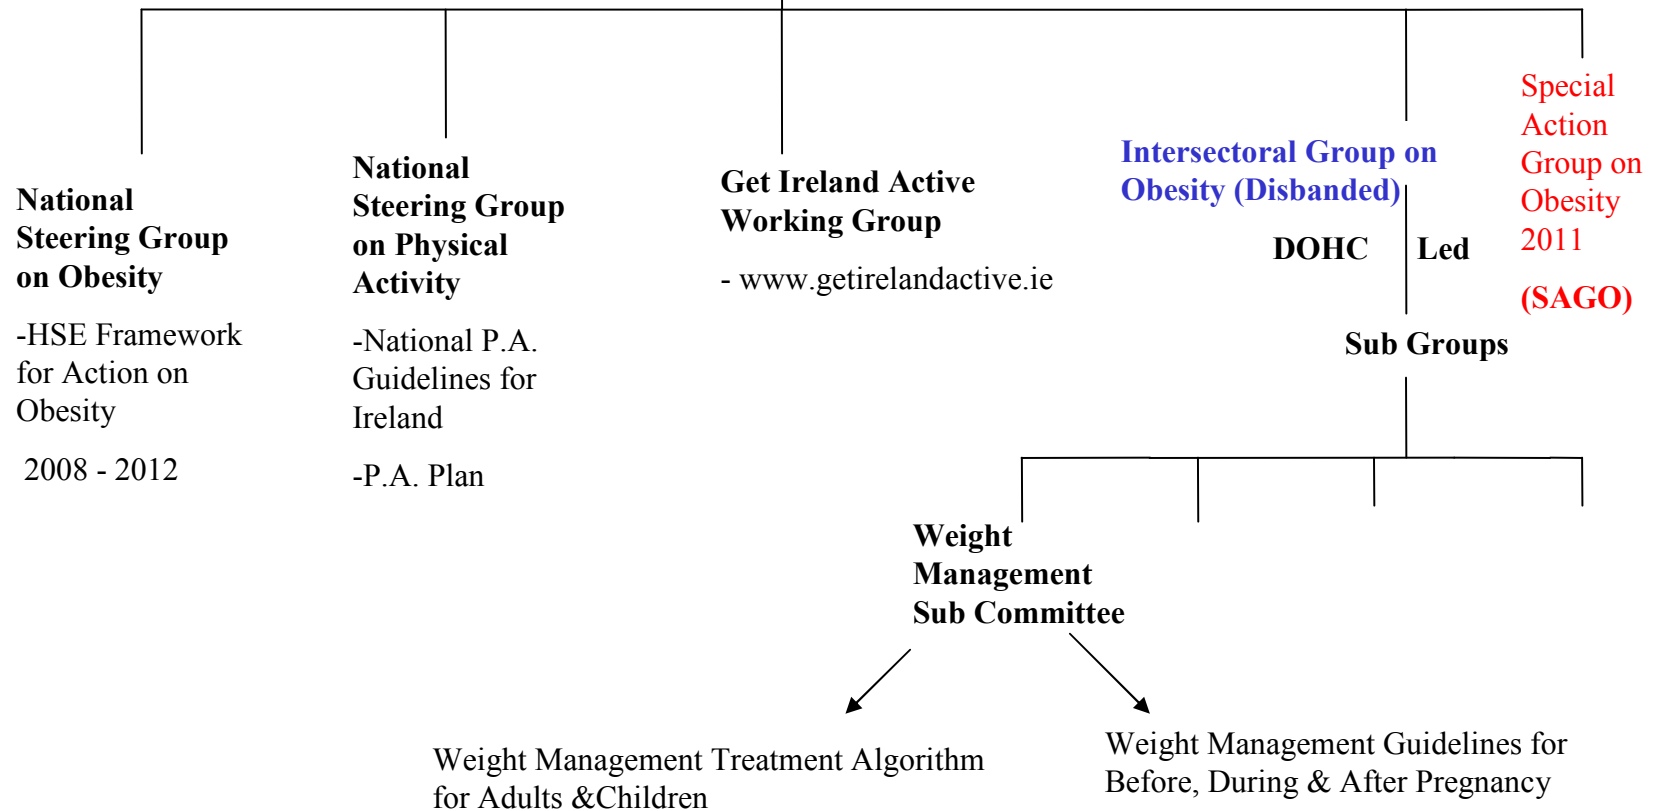 National
Steering Group
on Obesity
-HSE Framework
for Action on
Obesity
2008 - 2012
National
Steering Group
on Physical
Activity
-National P.A.
Guidelines for
Ireland
-P.A. Plan
Get Ireland Active
Working Group
- www.getirelandactive.ie
Intersectoral Group on
Obesity (Disbanded)
DOHC Led
Sub Groups
Special
Action
Group on
Obesity
2011
(SAGO)
Weight
Management
Sub Committee
Weight Management Treatment Algorithm
for Adults &Children
Weight Management Guidelines for
Before, During & After Pregnancy